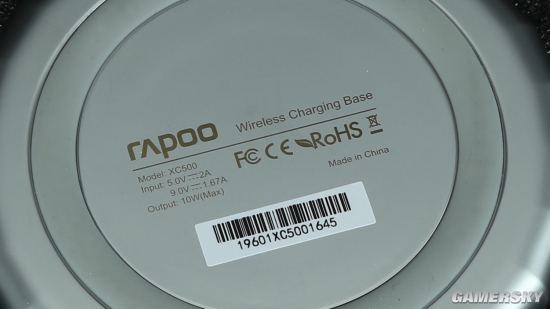 rapoo
Wireless Charging Base
Model: XC500
Input: 5.0V⎓2A
9.0V⎓1.67A
Output: 10W(Max)
FC CE RoHS
Made in China
19601XC5001645
GAMERSKY